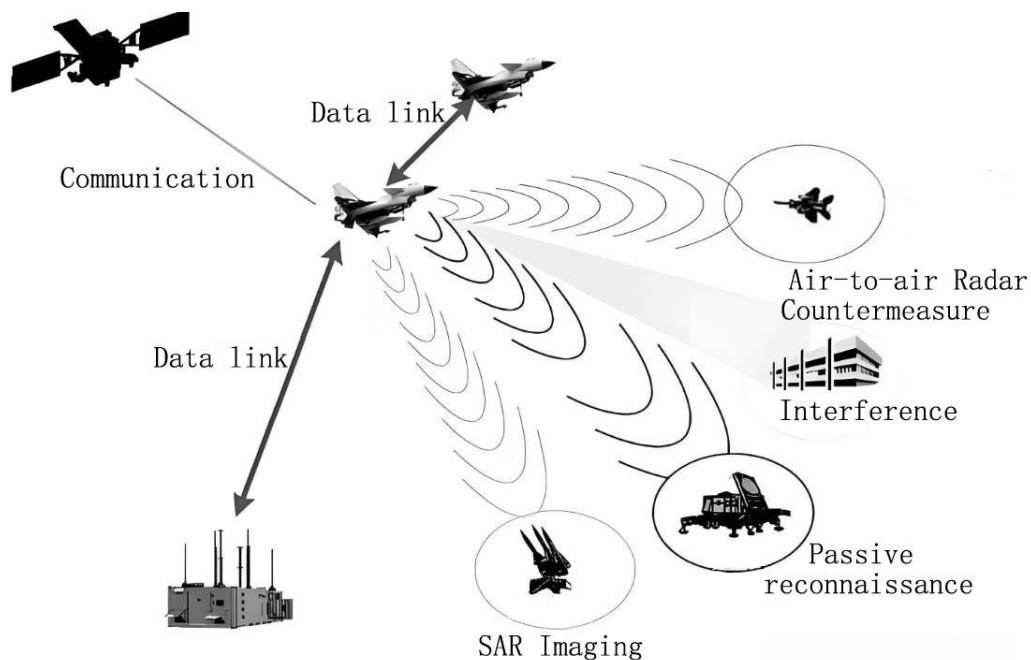 Data link
Communication
Air-to-air Radar
Countermeasure
Data link
Interference
Passive
reconnaissance
SAR Imaging